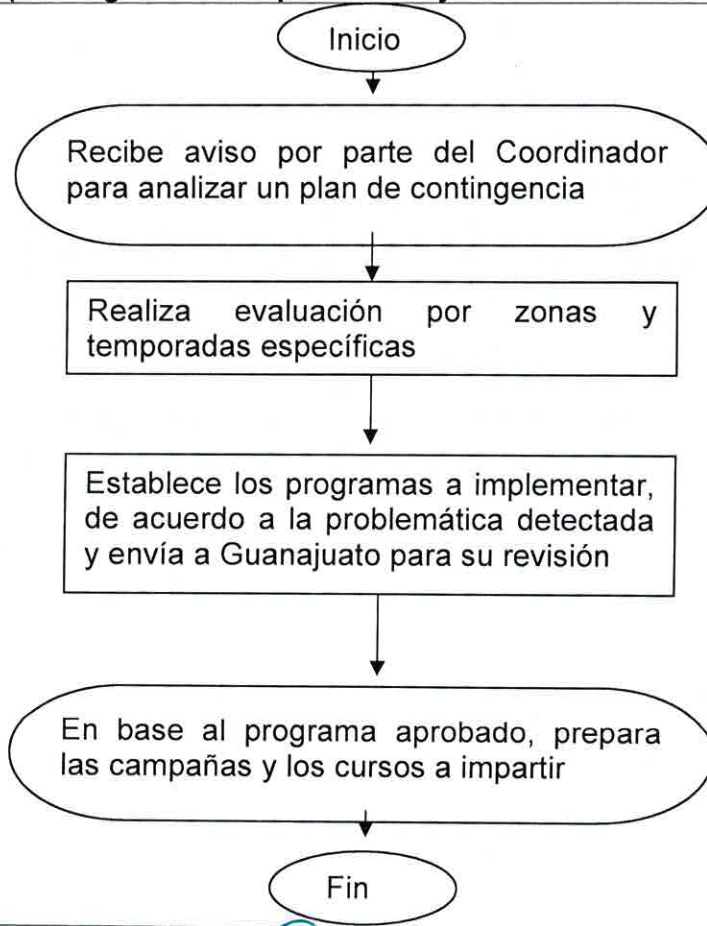 Inicio
Recibe aviso por parte del Coordinador
para analizar un plan de contingencia
Realiza evaluación por zonas y
temporadas específicas
Establece los programas a implementar,
de acuerdo a la problemática detectada
y envía a Guanajuato para su revisión
En base al programa aprobado, prepara
las campañas y los cursos a impartir
Fin